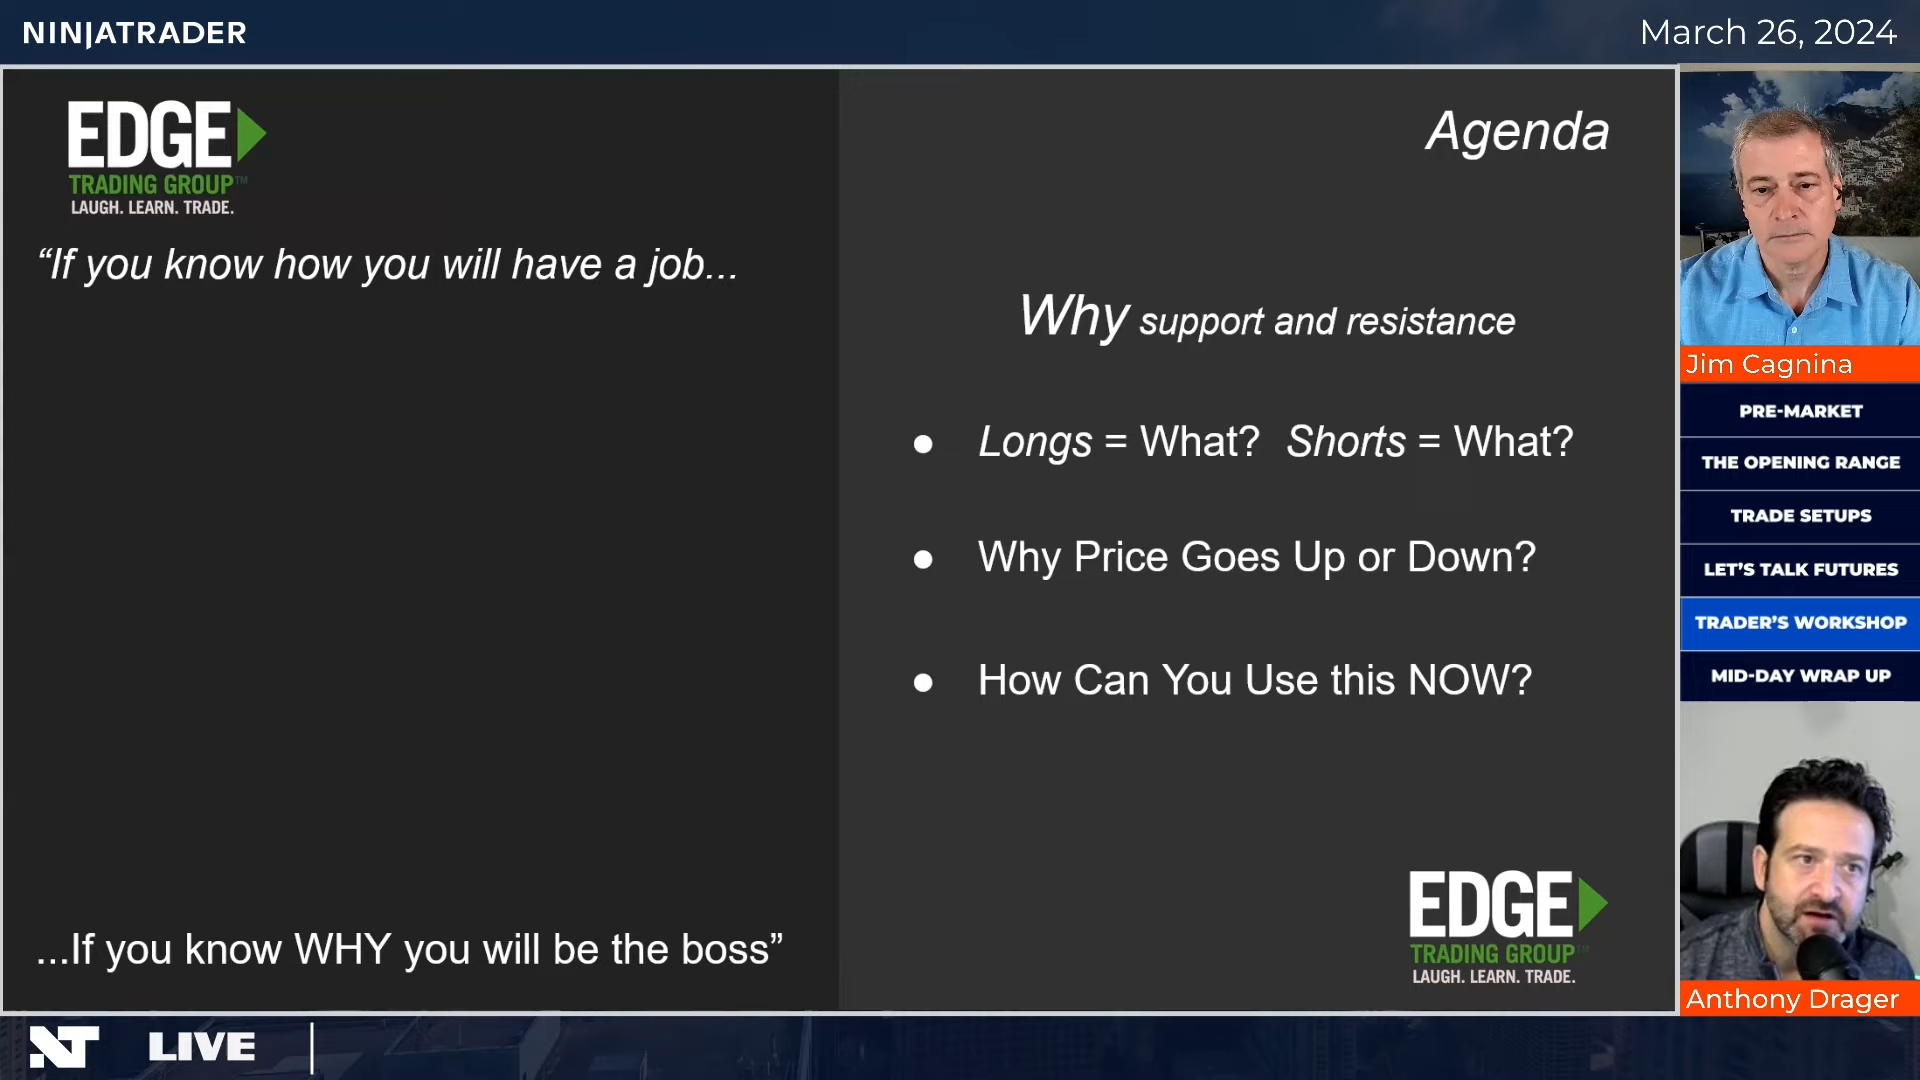 NINJATRADER
March 26, 2024
EDGE
TRADING GROUP™
LAUGH. LEARN. TRADE.
“If you know how you will have a job...
...If you know WHY you will be the boss”
Agenda
Why support and resistance
● Longs = What? Shorts = What?
● Why Price Goes Up or Down?
● How Can You Use this NOW?
EDGE
TRADING GROUP™
LAUGH. LEARN. TRADE.
Jim Cagnina
PRE-MARKET
THE OPENING RANGE
TRADE SETUPS
LET'S TALK FUTURES
TRADER'S WORKSHOP
MID-DAY WRAP UP
Anthony Drager
NT LIVE